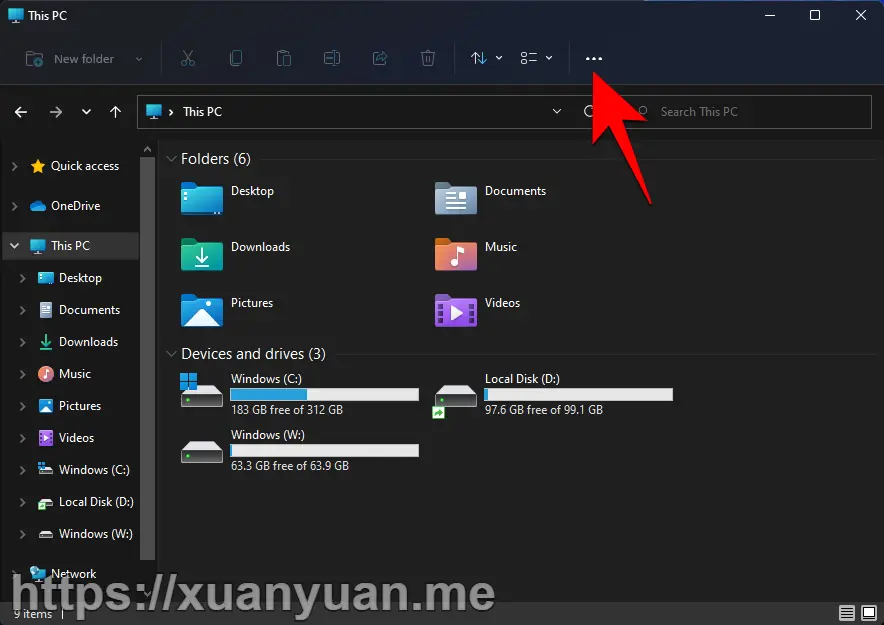 This PC
New folder
This PC
Search This PC
Quick access
OneDrive
This PC
Desktop
Documents
Downloads
Music
Pictures
Videos
Windows (C:)
Local Disk (D:)
Windows (W:)
Network
Folders (6)
Desktop
Documents
Downloads
Music
Pictures
Videos
Devices and drives (3)
Windows (C:)
183 GB free of 312 GB
Local Disk (D:)
97.6 GB free of 99.1 GB
Windows (W:)
63.3 GB free of 63.9 GB
https://xuanyuan.me
9 items